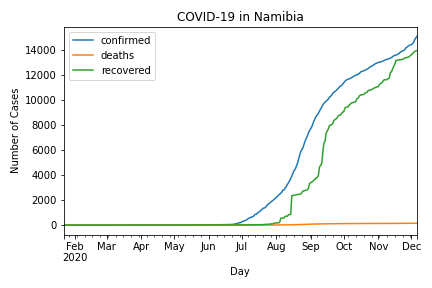 COVID-19 in Namibia
confirmed
deaths
recovered
14000
12000
10000
8000
6000
4000
2000
0
Number of Cases
Feb Mar Apr May Jun Jul Aug Sep Oct Nov Dec
2020
Day